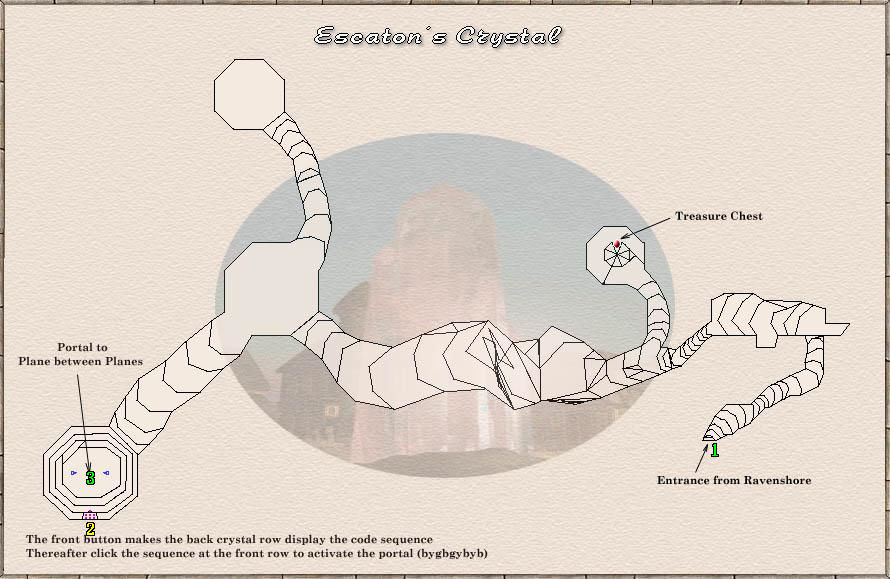 Escaton's Crystal
Treasure Chest
Portal to
Plane between Planes
1
Entrance from Ravenshore
3
2
The front button makes the back crystal row display the code sequence
Thereafter click the sequence at the front row to activate the portal (bygbgybyb)